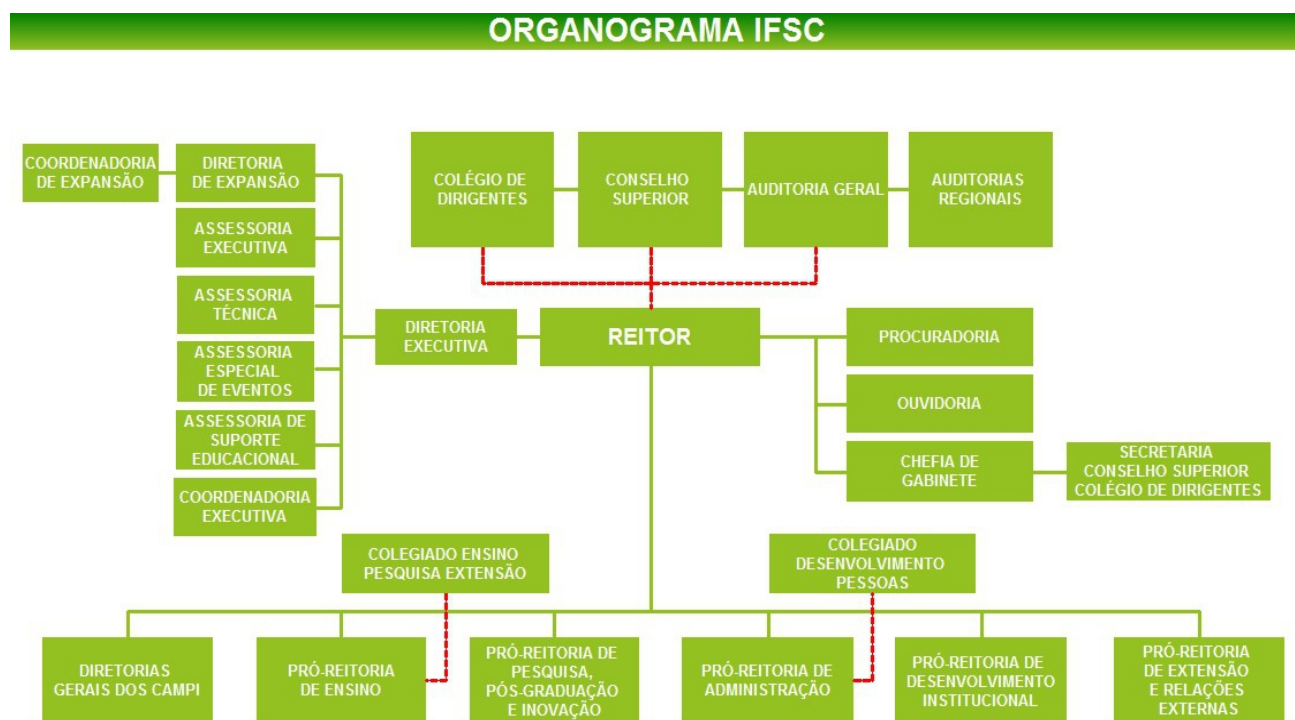 ORGANOGRAMA IFSC
COORDENADORIA
DE EXPANSÃO
DIRETORIA
DE EXPANSÃO
ASSESSORIA
EXECUTIVA
ASSESSORIA
TÉCNICA
ASSESSORIA
ESPECIAL
DE EVENTOS
ASSESSORIA DE
SUPORTE
EDUCACIONAL
COORDENADORIA
EXECUTIVA
DIRETORIA
EXECUTIVA
COLÉGIO DE
DIRIGENTES
CONSELHO
SUPERIOR
AUDITORIA GERAL
AUDITORIAS
REGIONAIS
REITOR
PROCURADORIA
OUVIDORIA
CHEFIA DE
GABINETE
SECRETARIA
CONSELHO SUPERIOR
COLÉGIO DE DIRIGENTES
COLEGIADO ENSINO
PESQUISA EXTENSÃO
COLEGIADO
DESENVOLVIMENTO
PESSOAS
DIRETORIAS
GERAIS DOS CAMPI
PRÓ-REITORIA
DE ENSINO
PRÓ-REITORIA DE
PESQUISA,
PÓS-GRADUAÇÃO
E INOVAÇÃO
PRÓ-REITORIA DE
ADMINISTRAÇÃO
PRÓ-REITORIA DE
DESENVOLVIMENTO
INSTITUCIONAL
PRÓ-REITORIA
DE EXTENSÃO
E RELAÇÕES
EXTERNAS